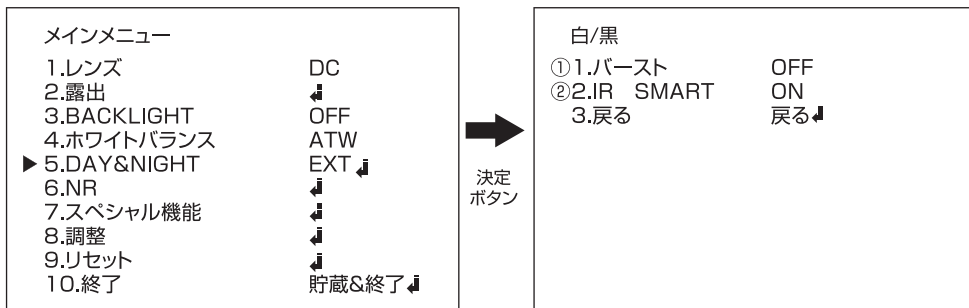 メインメニュー
1.レンズ DC
2.露出 ↲
3.BACKLIGHT OFF
4.ホワイトバランス ATW
▶ 5.DAY&NIGHT EXT ↲
6.NR ↲
7.スペシャル機能 ↲
8.調整 ↲
9.リセット ↲
10.終了 貯蔵&終了↲
決定
ボタン
白/黒
①1.バースト OFF
②2.IR SMART ON
3.戻る 戻る↲